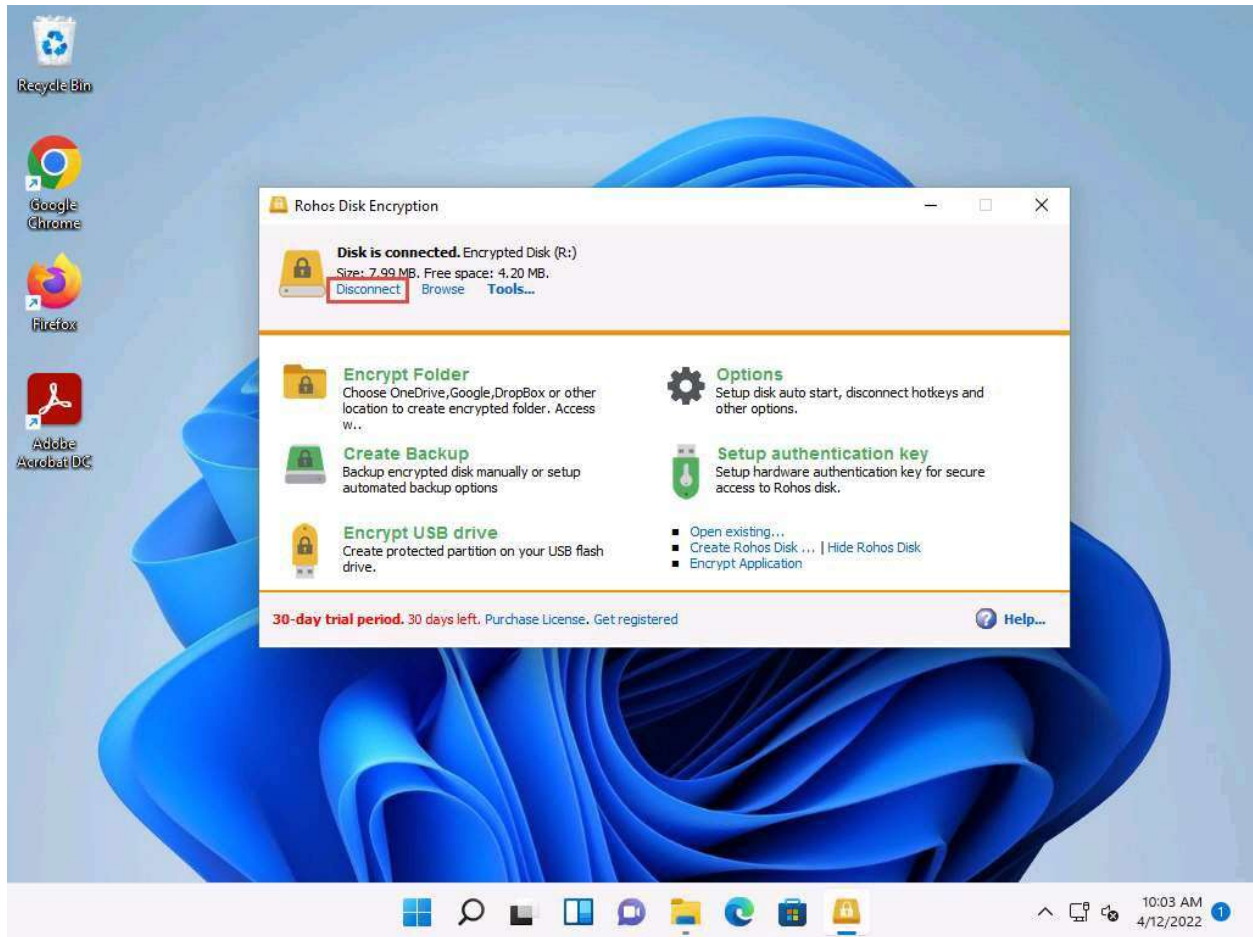 Recycle Bin
Google
Chrome
Firefox
Adobe
Acrobat DC
Rohos Disk Encryption
Disk is connected. Encrypted Disk (R:)
Size: 7.99 MB. Free space: 4.20 MB.
Disconnect Browse Tools...
Encrypt Folder
Choose OneDrive,Google,DropBox or other
location to create encrypted folder. Access
w..
Options
Setup disk auto start, disconnect hotkeys and
other options.
Create Backup
Backup encrypted disk manually or setup
automated backup options
Setup authentication key
Setup hardware authentication key for secure
access to Rohos disk.
Encrypt USB drive
Create protected partition on your USB flash
drive.
Open existing...
Create Rohos Disk ... | Hide Rohos Disk
Encrypt Application
30-day trial period. 30 days left. Purchase License. Get registered
Help...
10:03 AM
4/12/2022
1